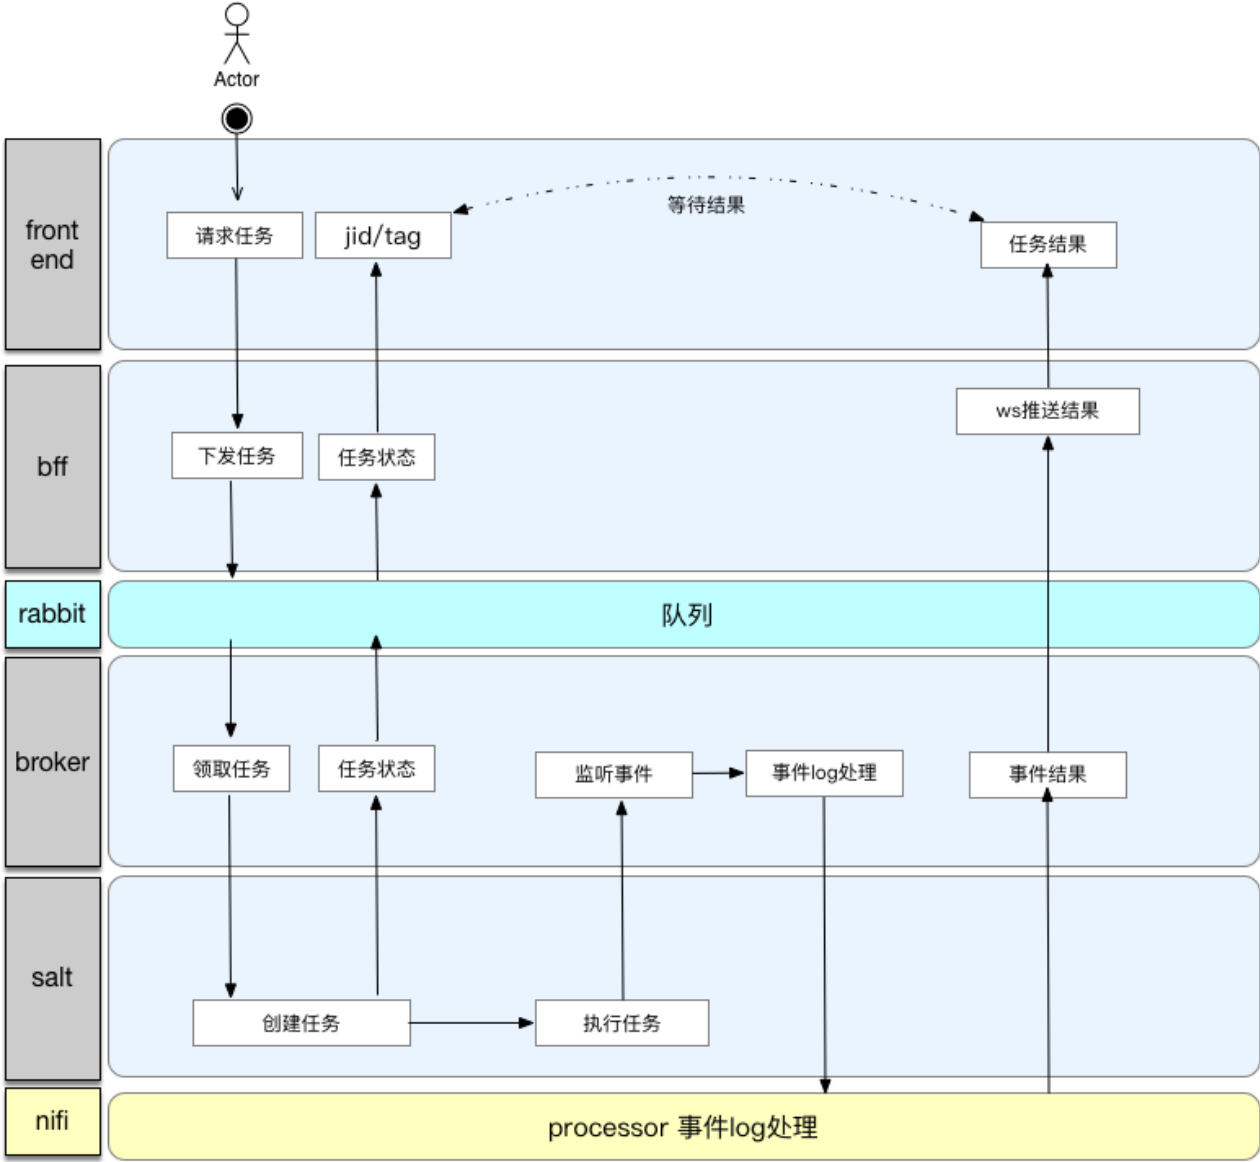 Actor
front
end
请求任务
jid/tag
等待结果
任务结果
bff
下发任务
任务状态
ws推送结果
rabbit
队列
broker
领取任务
任务状态
监听事件
事件log处理
事件结果
salt
创建任务
执行任务
nifi
processor 事件log处理